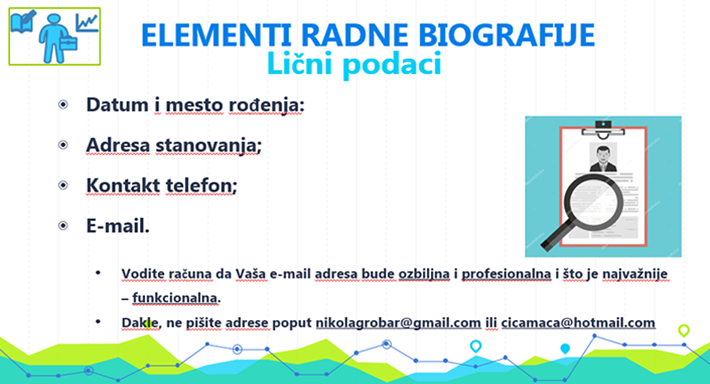 ELEMENTI RADNE BIOGRAFIJE
Lični podaci
Datum i mesto rođenja:
Adresa stanovanja;
Kontakt telefon;
E-mail.
Vodite računa da Vaša e-mail adresa bude ozbiljna i profesionalna i što je najvažnije
– funkcionalna.
Dakle, ne pišite adrese poput nikolagrobar@gmail.com ili cicamaca@hotmail.com